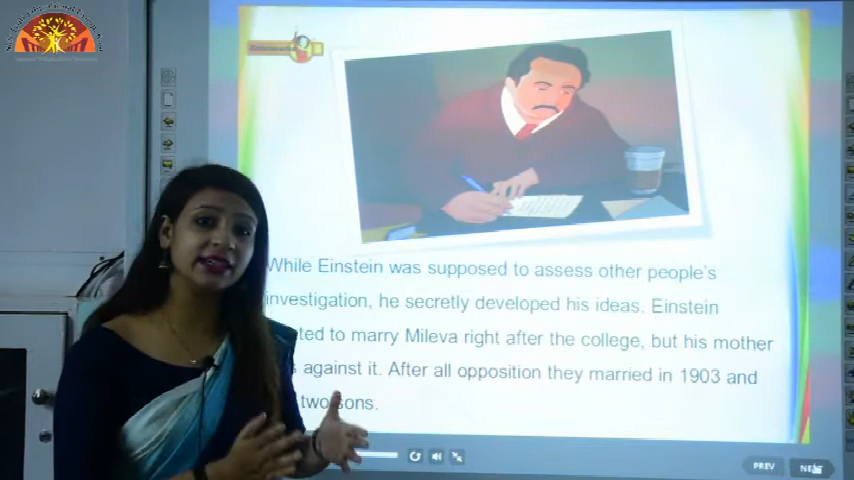 While Einstein was supposed to assess other people's
investigation, he secretly developed his ideas. Einstein
ted to marry Mileva right after the college, but his mother
s against it. After all opposition they married in 1903 and
two sons.
PREV
NEXT